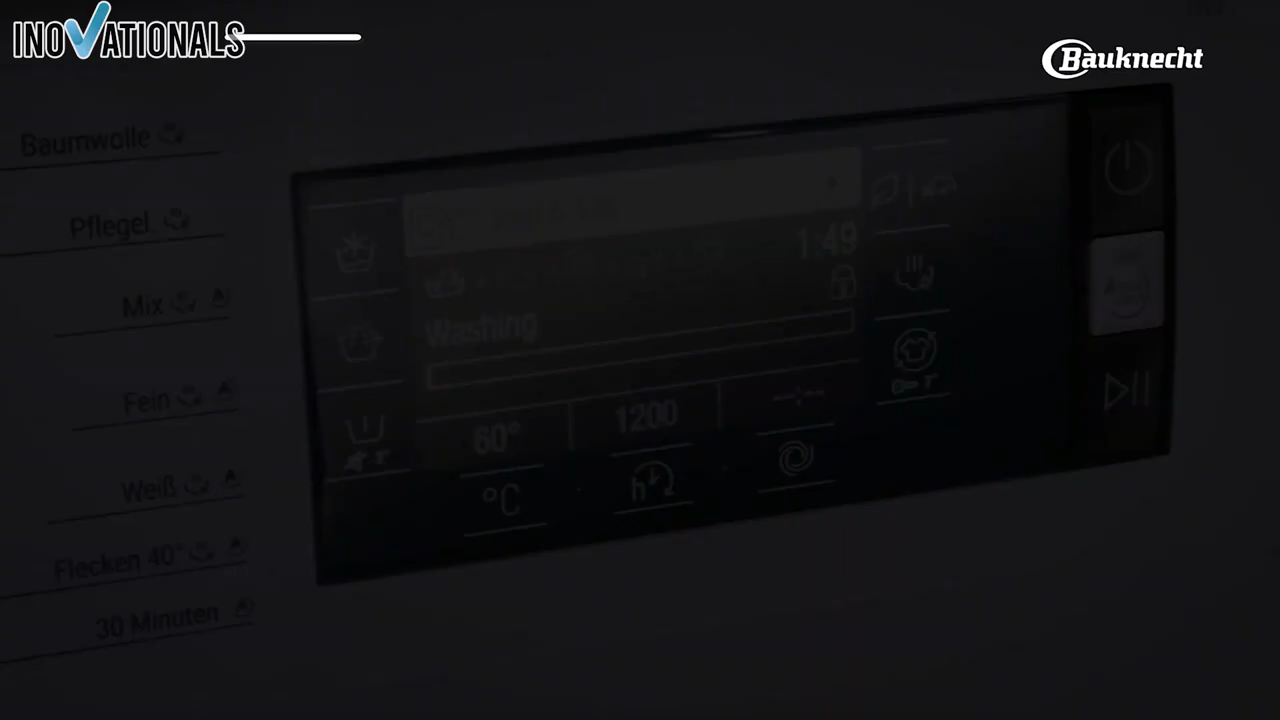 INOVATIONALS
Bauknecht
Baumwolle
Pflegel.
Mix
Fein
Weiß
Flecken 40°
30 Minuten
1:49
Washing
60°
1200
°C
h